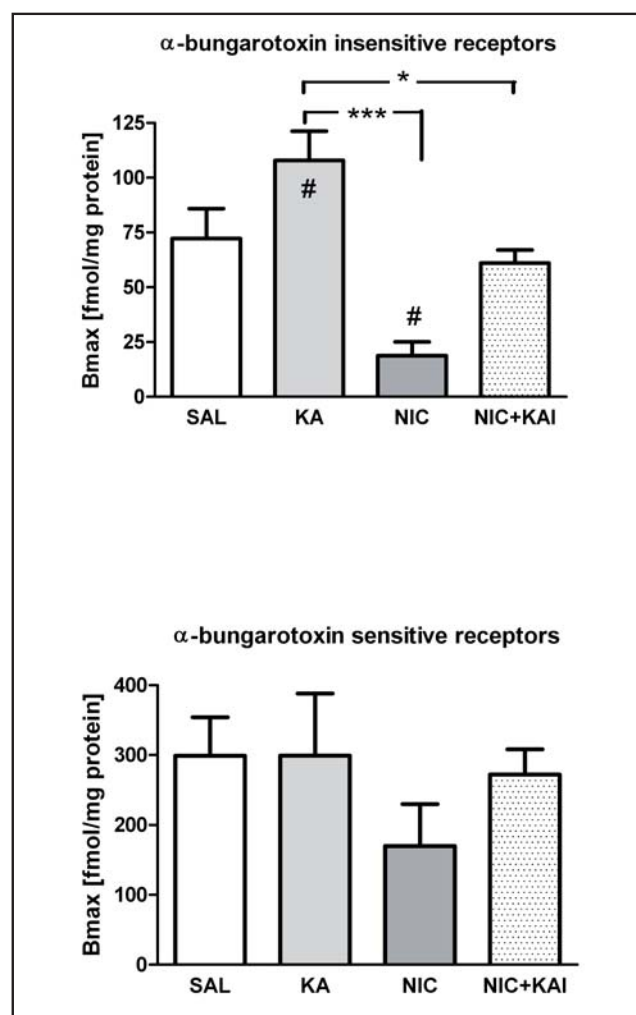 α-bungarotoxin insensitive receptors
*
***
125
100
75
50
25
0
Bmax [fmol/mg protein]
#
#
SAL KA NIC NIC+KAI
α-bungarotoxin sensitive receptors
400
300
200
100
0
Bmax [fmol/mg protein]
SAL KA NIC NIC+KAI